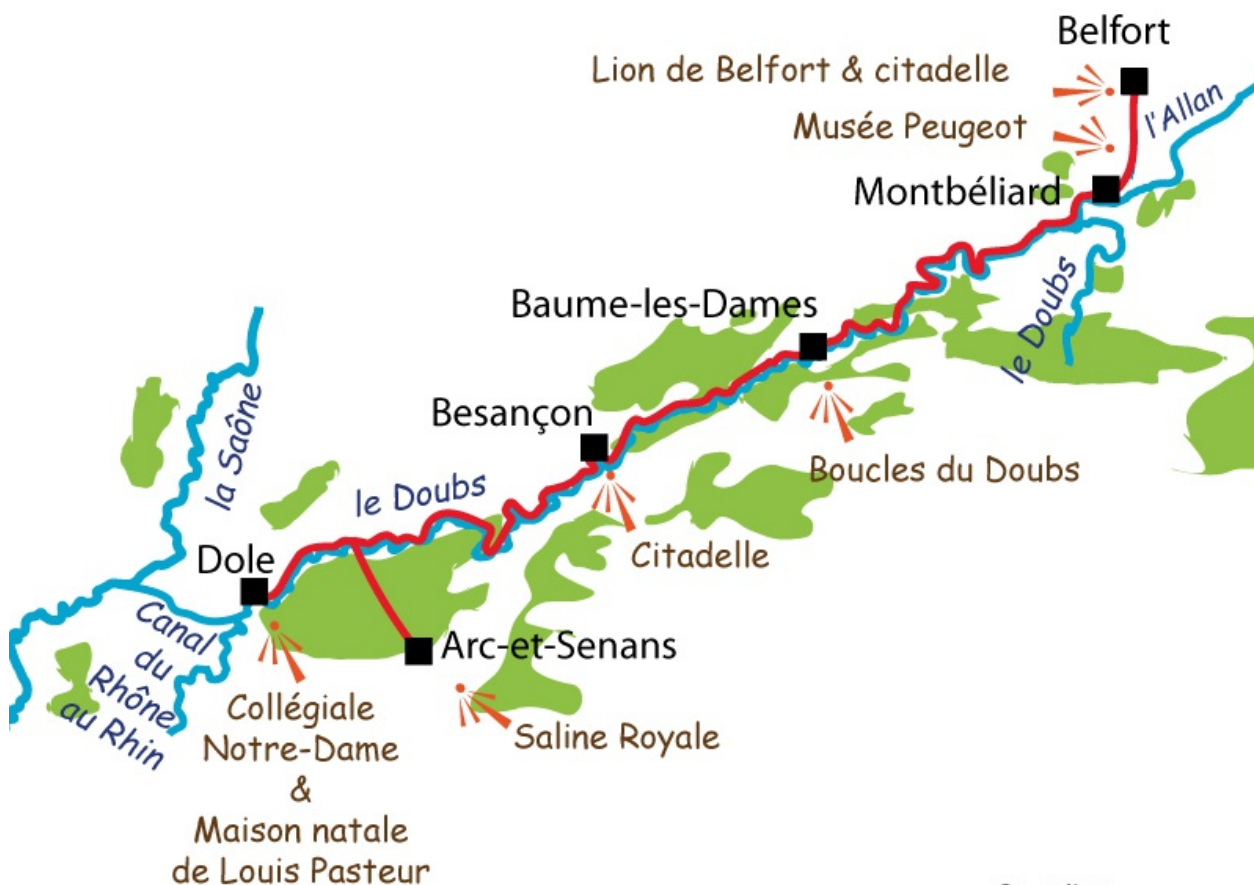 Belfort
Lion de Belfort & citadelle
l'Allan
Musée Peugeot
Montbéliard
le Doubs
Baume-les-Dames
la Saône
Besançon
Boucles du Doubs
le Doubs
Citadelle
Dole
Canal
du
Rhône
au Rhin
Arc-et-Senans
Collégiale
Notre-Dame
&
Maison natale
de Louis Pasteur
Saline Royale